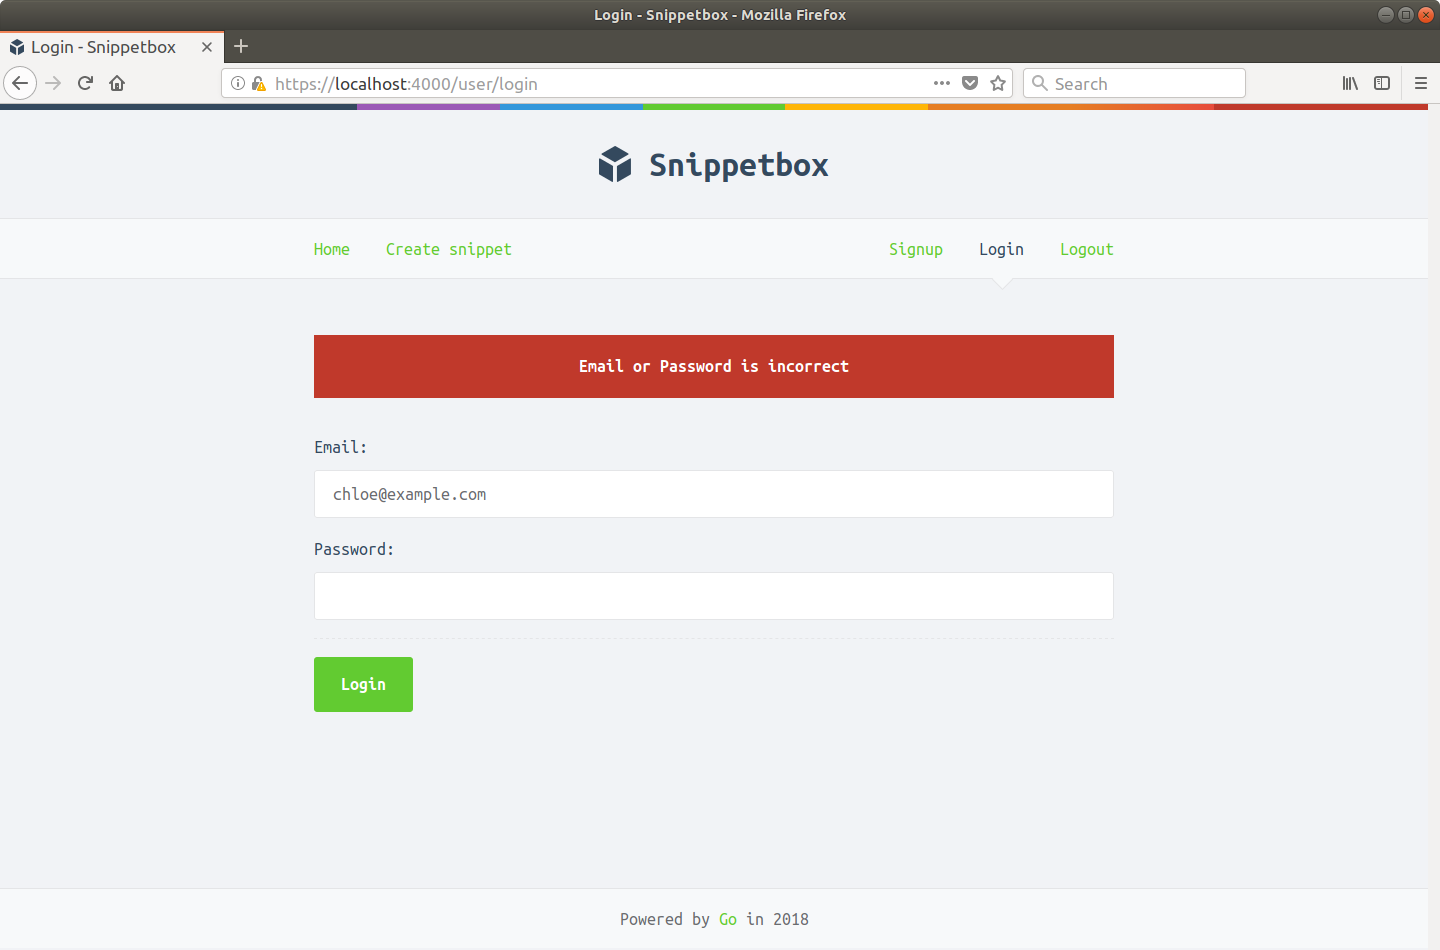 Login - Snippetbox - Mozilla Firefox
Login - Snippetbox
https://localhost:4000/user/login
Search
Snippetbox
Home Create snippet Signup Login Logout
Email or Password is incorrect
Email:
chloe@example.com
Password:
Login
Powered by Go in 2018